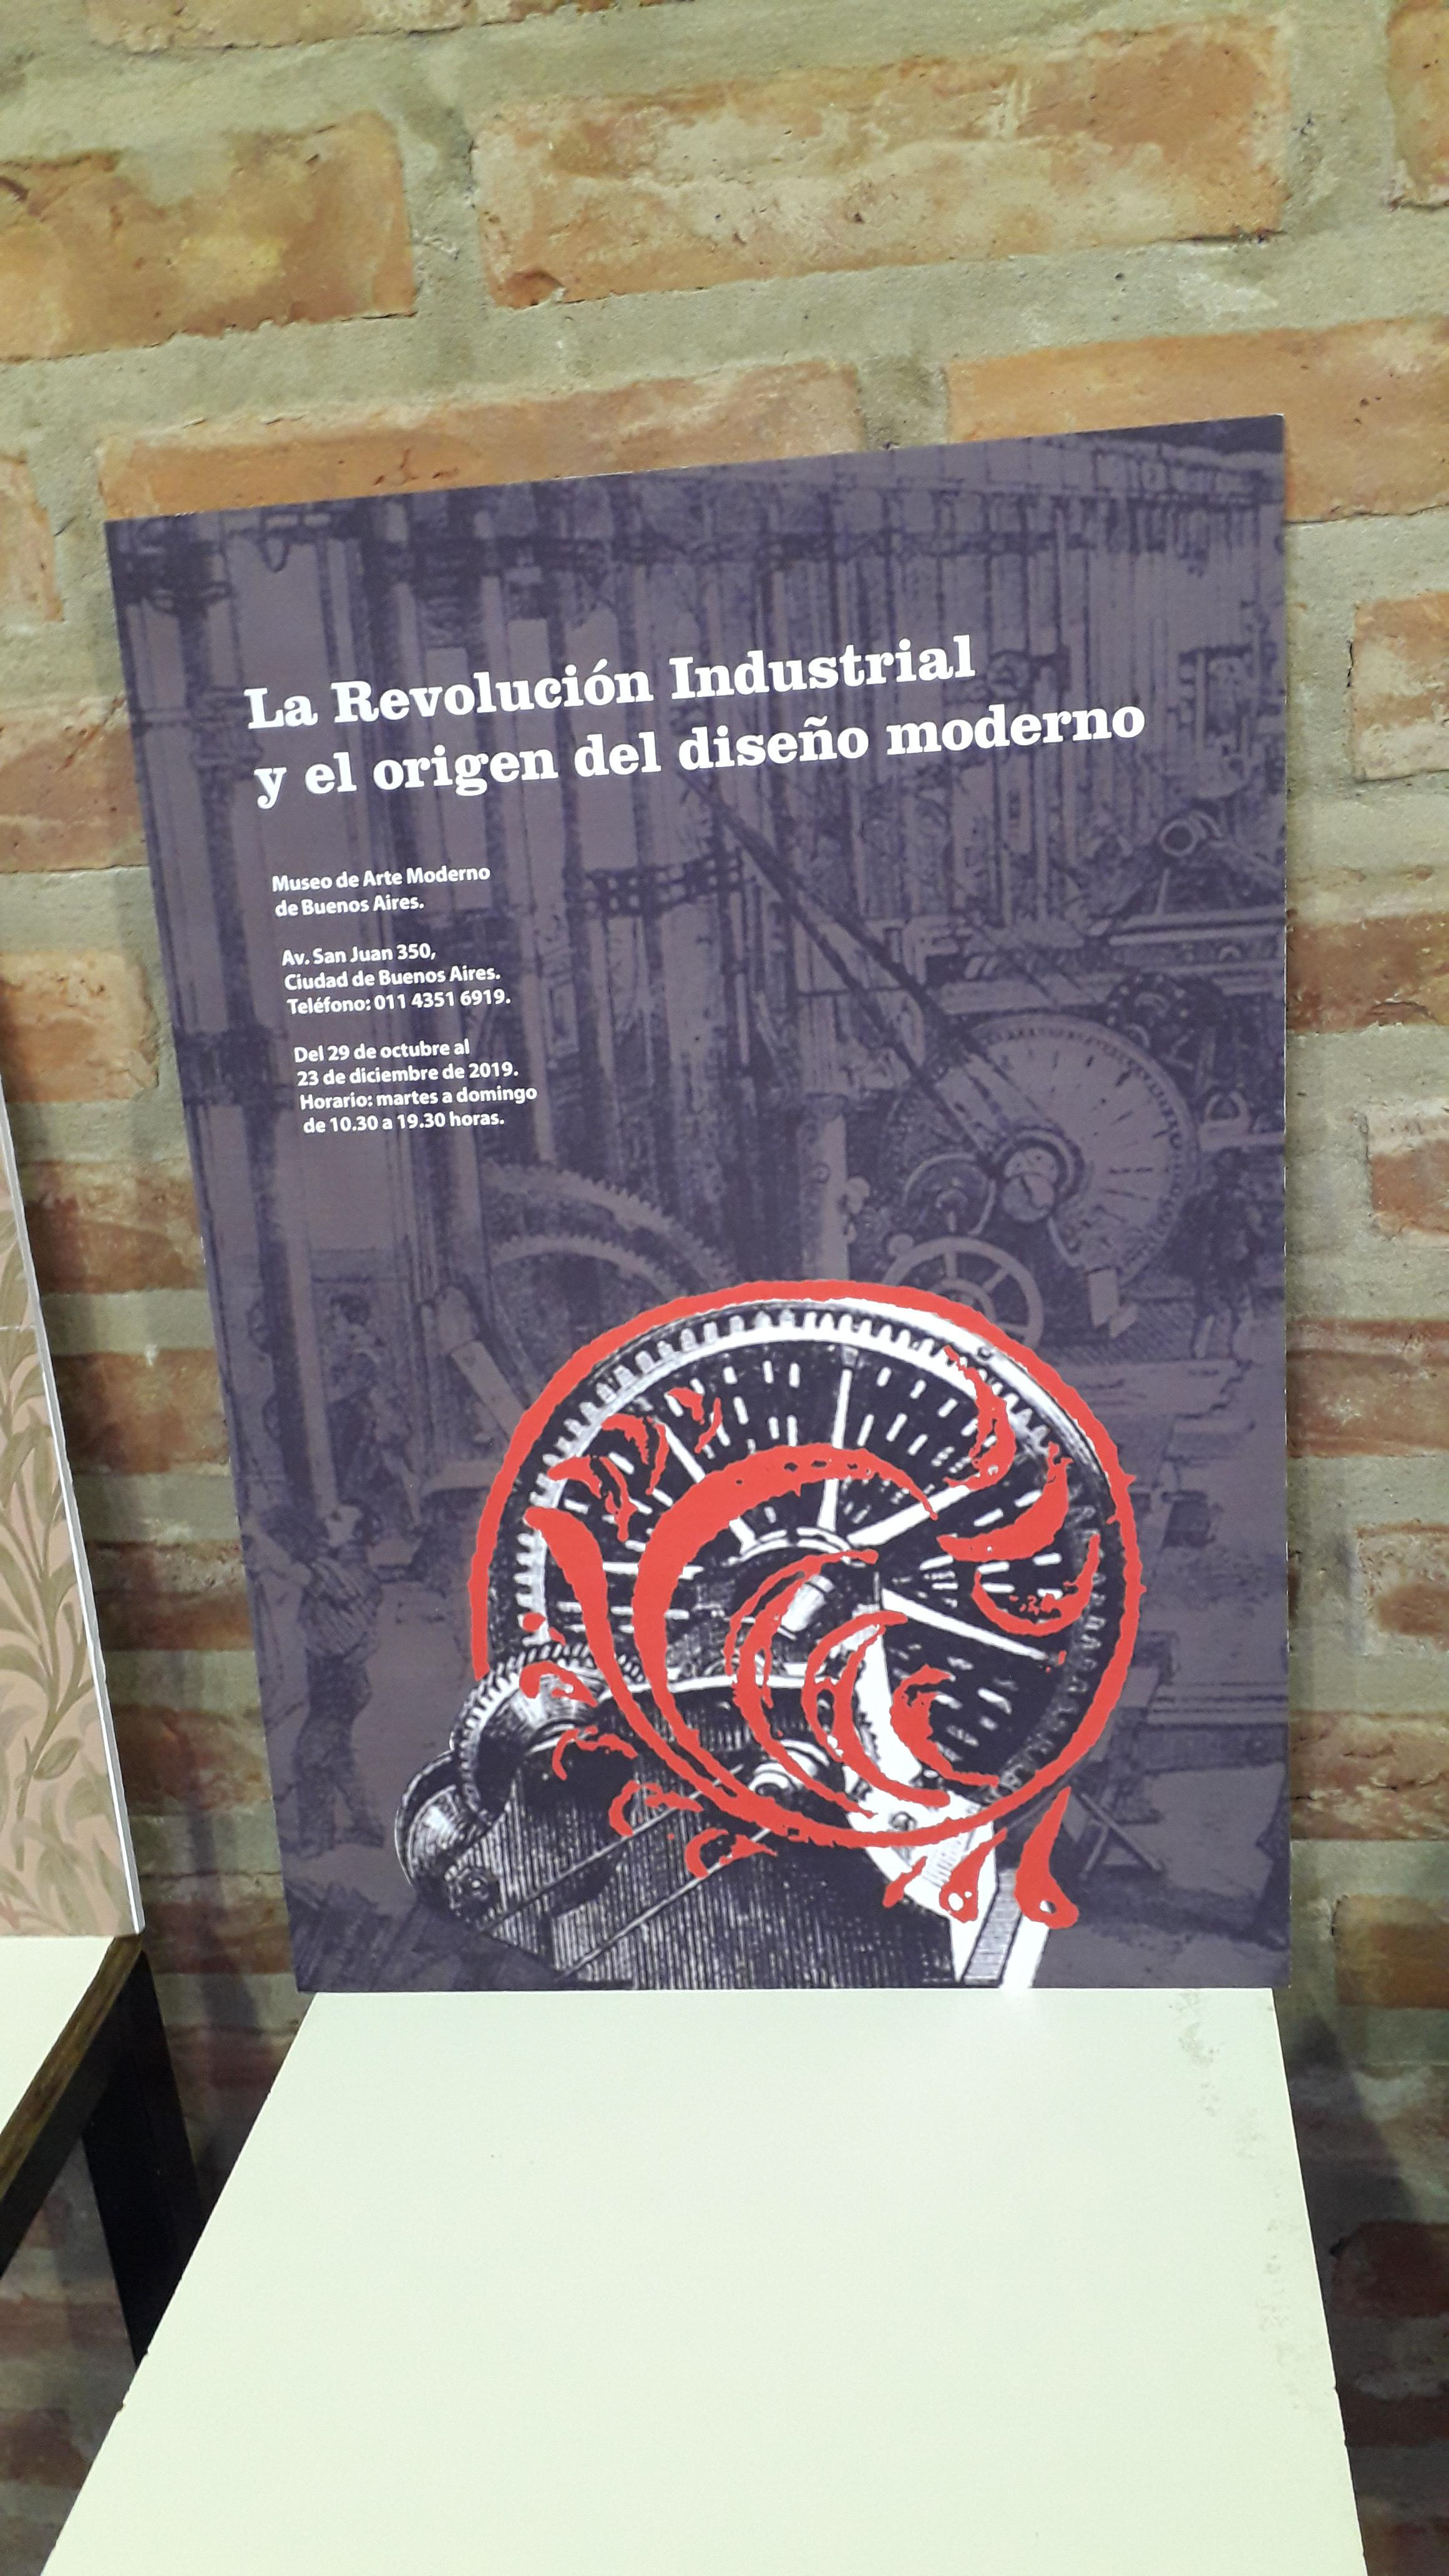 La Revolución Industrial
y el origen del diseño moderno
Museo de Arte Moderno
de Buenos Aires.
Av. San Juan 350,
Ciudad de Buenos Aires.
Teléfono: 011 4351 6919.
Del 29 de octubre al
23 de diciembre de 2019.
Horario: martes a domingo
de 10.30 a 19.30 horas.